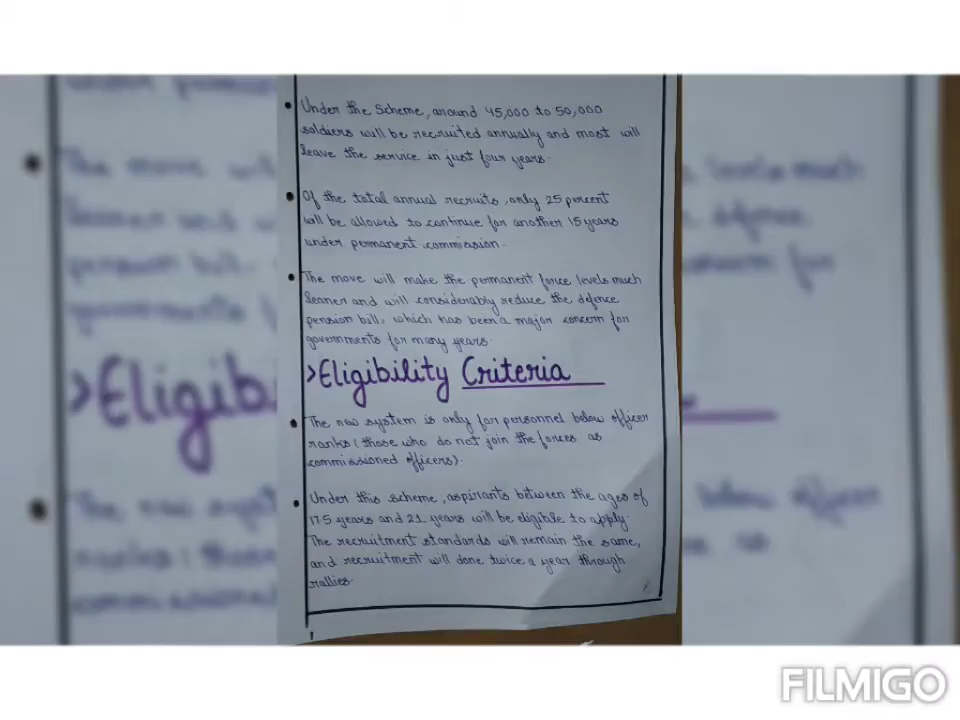 Under the Scheme, around 45,000 to 50,000
soldiers will be recruited annually and most will
leave the service in just four years.
Of the total annual recruits, only 25 percent
will be allowed to continue for another 15 years
under permanent commission.
The move will make the permanent force levels much
leaner and will considerably reduce the defence
pension bill, which has been a major concern for
governments for many years.
>Eligibility Criteria
The new system is only for personnel below officer
ranks (those who do not join the forces as
commissioned officers).
Under this scheme, aspirants between the ages of
17.5 years and 21 years will be eligible to apply.
The recruitment standards will remain the same,
and recruitment will done twice a year through
rallies.
FILMIGO